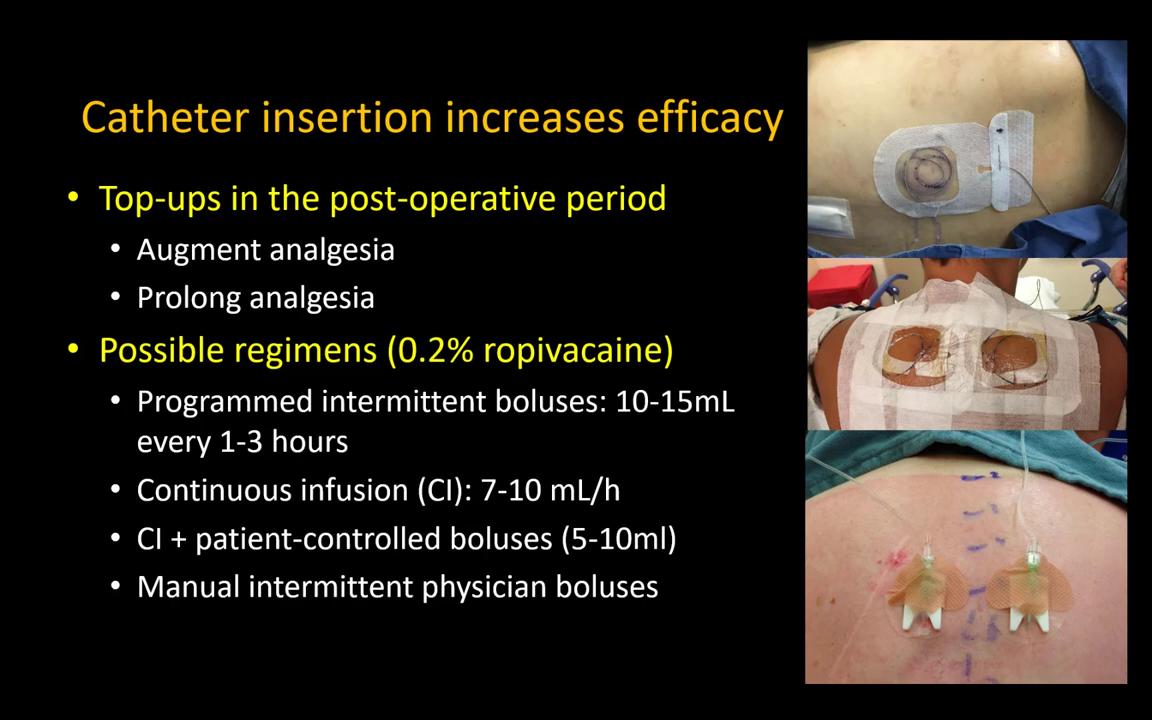 Catheter insertion increases efficacy
• Top-ups in the post-operative period
• Augment analgesia
• Prolong analgesia
• Possible regimens (0.2% ropivacaine)
• Programmed intermittent boluses: 10-15mL
every 1-3 hours
• Continuous infusion (CI): 7-10 mL/h
• CI + patient-controlled boluses (5-10ml)
• Manual intermittent physician boluses